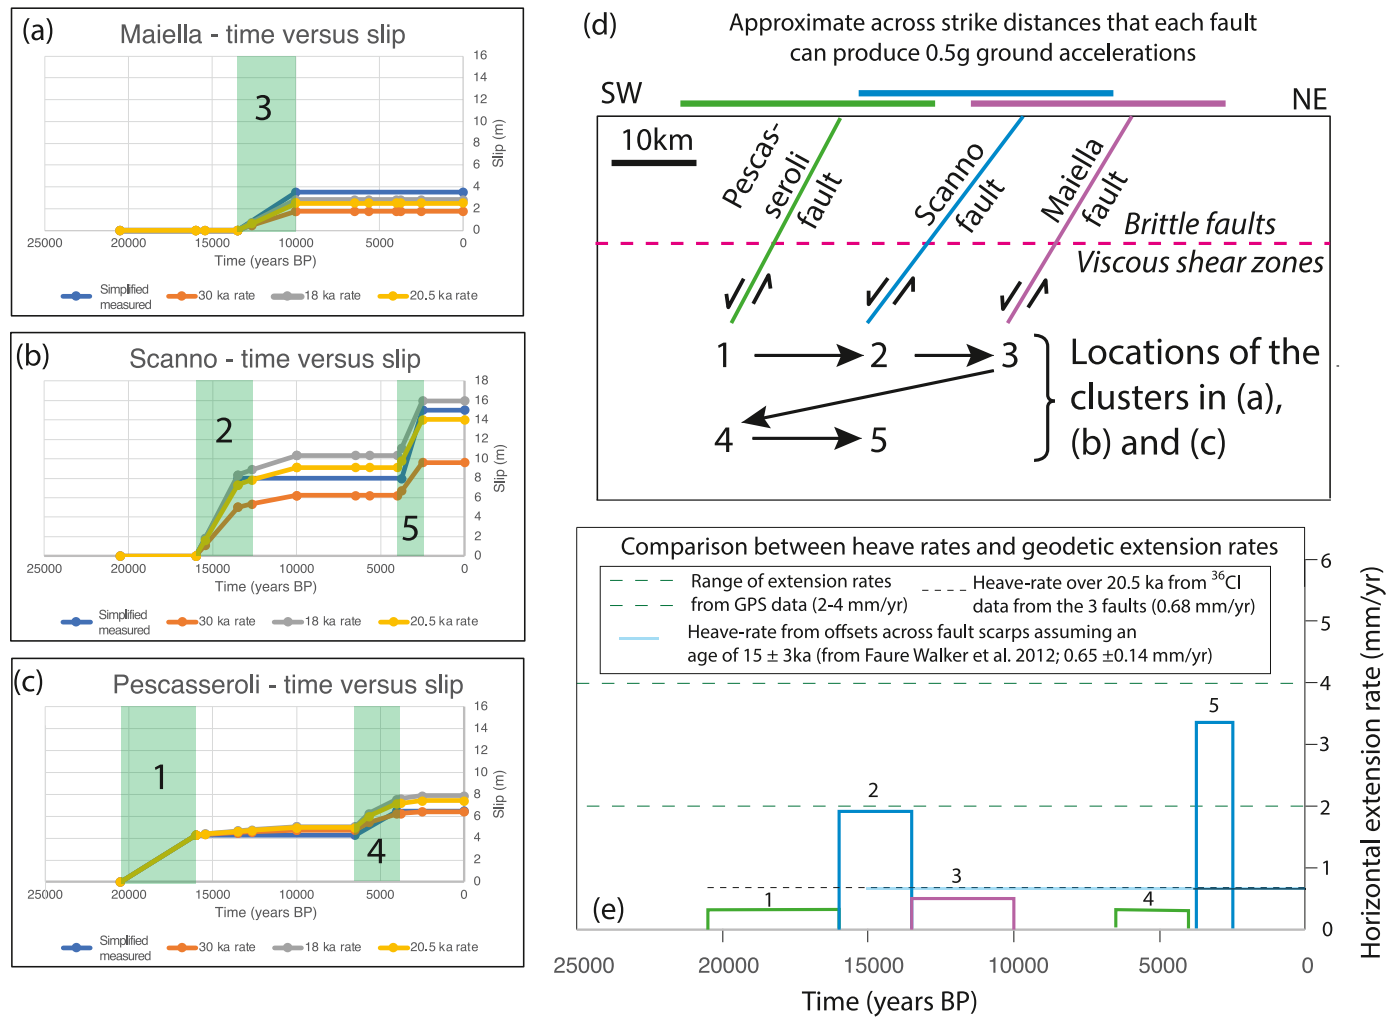 (a)
Maiella - time versus slip
16
14
12
10
8
6
4
2
0
Slip (m)
3
25000 20000 15000 10000 5000 0
Time (years BP)
Simplified measured
30 ka rate
18 ka rate
20.5 ka rate
(b)
Scanno - time versus slip
18
16
14
12
10
8
6
4
2
0
Slip (m)
2
5
25000 20000 15000 10000 5000 0
Time (years BP)
Simplified measured
30 ka rate
18 ka rate
20.5 ka rate
(c)
Pescasseroli - time versus slip
16
14
12
10
8
6
4
2
0
Slip (m)
1
4
25000 20000 15000 10000 5000 0
Time (years BP)
Simplified measured
30 ka rate
18 ka rate
20.5 ka rate
(d)
Approximate across strike distances that each fault
can produce 0.5g ground accelerations
SW
NE
10km
Pescas-
seroli
fault
Scanno
fault
Maiella
fault
Brittle faults
Viscous shear zones
1 2 3
4 5
Locations of the
clusters in (a),
(b) and (c)
Comparison between heave rates and geodetic extension rates
Range of extension rates
from GPS data (2-4 mm/yr)
Heave-rate over 20.5 ka from ³⁶Cl
data from the 3 faults (0.68 mm/yr)
Heave-rate from offsets across fault scarps assuming an
age of 15 ± 3ka (from Faure Walker et al. 2012; 0.65 ±0.14 mm/yr)
6
5
4
3
2
1
0
Horizontal extension rate (mm/yr)
1
2
3
4
5
(e)
25000 20000 15000 10000 5000 0
Time (years BP)